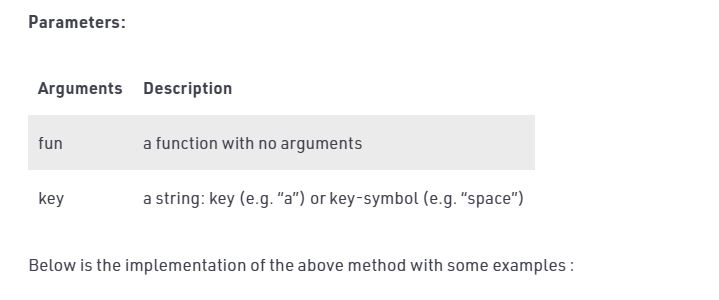 Parameters:
Arguments Description
fun a function with no arguments
key a string: key (e.g. “a”) or key-symbol (e.g. “space”)
Below is the implementation of the above method with some examples :